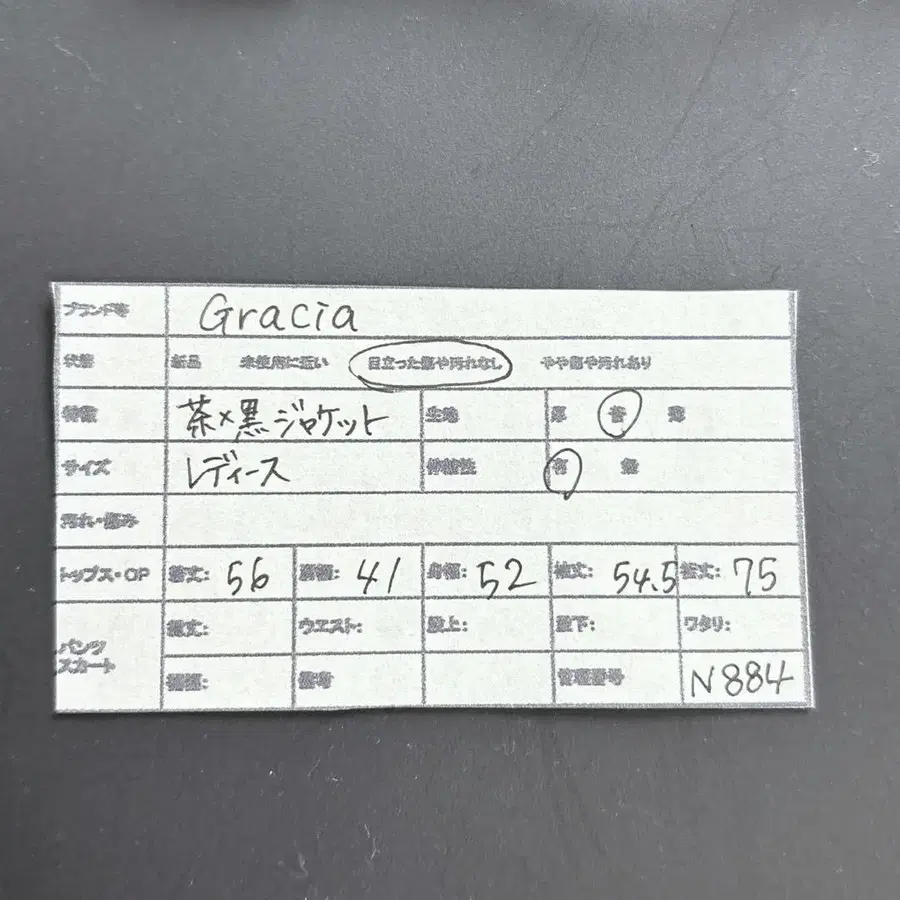 ブランド名 Gracia
状態 新品 未使用に近い 目立った傷や汚れなし やや傷や汚れあり
特徴 茶×黒ジャケット 生地 厚 普 薄
サイズ レディース 伸縮性 有 無
汚れ・傷み
トップス・OP 着丈: 56 肩幅: 41 身幅: 52 袖丈: 54.5 裄丈: 75
パンツ
スカート
総丈: ウエスト: 股上: 股下: ワタリ:
裾幅: 備考 管理番号 N884